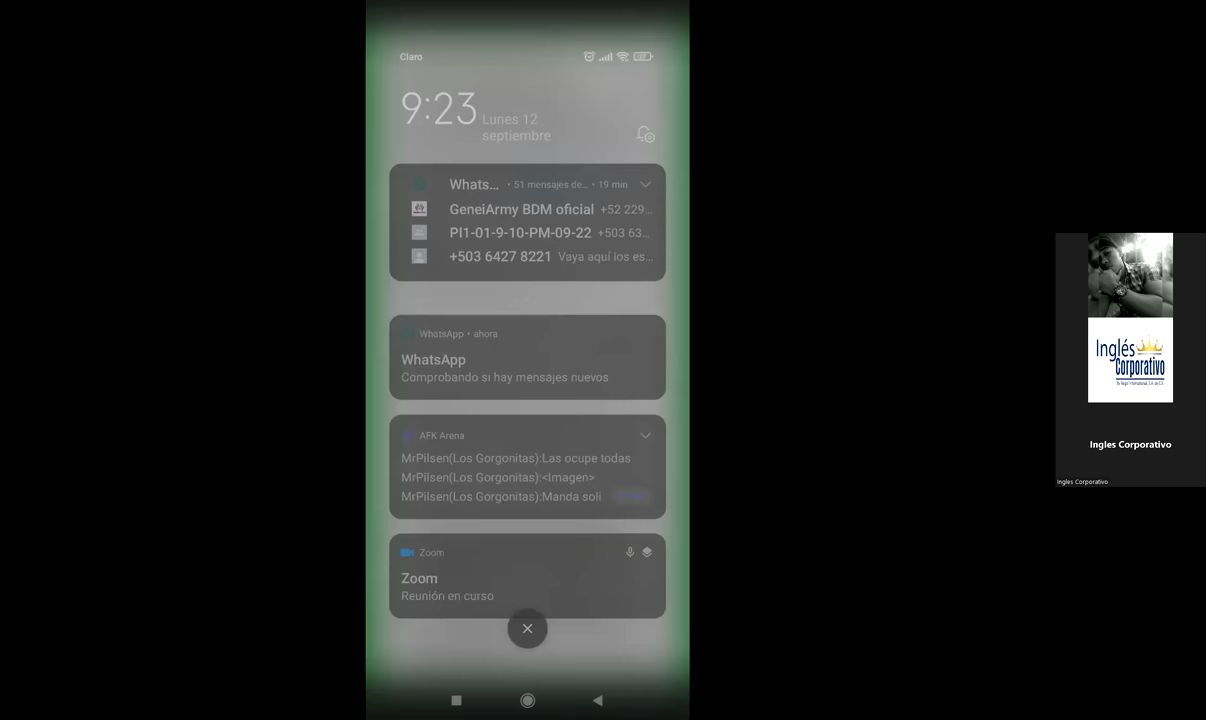 Claro
9:23
Lunes 12
septiembre
Whats... • 51 mensajes de... • 19 min
GeneiArmy BDM oficial +52 229...
PI1-01-9-10-PM-09-22 +503 63...
+503 6427 8221 Vaya aquí los es...
WhatsApp • ahora
WhatsApp
Comprobando si hay mensajes nuevos
AFK Arena
MrPilsen(Los Gorgonitas):Las ocupe todas
MrPilsen(Los Gorgonitas):<Imagen>
MrPilsen(Los Gorgonitas):Manda soli
Zoom
Zoom
Reunión en curso
Inglés
Corporativo
Ingles Corporativo
Ingles Corporativo